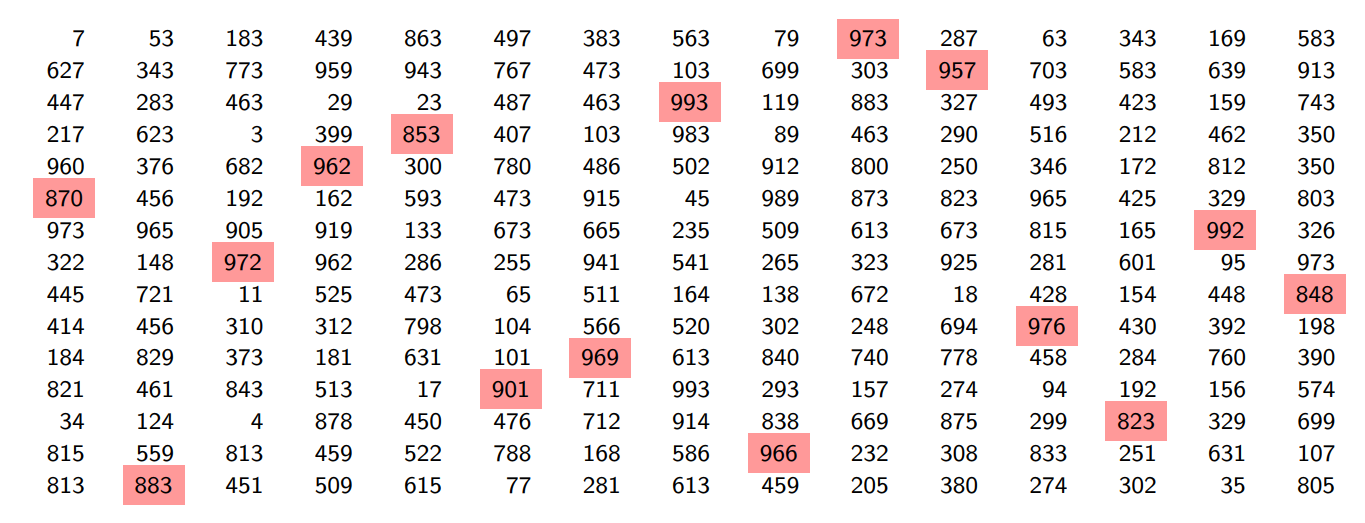 7 53 183 439 863 497 383 563 79 973 287 63 343 169 583
627 343 773 959 943 767 473 103 699 303 957 703 583 639 913
447 283 463 29 23 487 463 993 119 883 327 493 423 159 743
217 623 3 399 853 407 103 983 89 463 290 516 212 462 350
960 376 682 962 300 780 486 502 912 800 250 346 172 812 350
870 456 192 162 593 473 915 45 989 873 823 965 425 329 803
973 965 905 919 133 673 665 235 509 613 673 815 165 992 326
322 148 972 962 286 255 941 541 265 323 925 281 601 95 973
445 721 11 525 473 65 511 164 138 672 18 428 154 448 848
414 456 310 312 798 104 566 520 302 248 694 976 430 392 198
184 829 373 181 631 101 969 613 840 740 778 458 284 760 390
821 461 843 513 17 901 711 993 293 157 274 94 192 156 574
34 124 4 878 450 476 712 914 838 669 875 299 823 329 699
815 559 813 459 522 788 168 586 966 232 308 833 251 631 107
813 883 451 509 615 77 281 613 459 205 380 274 302 35 805